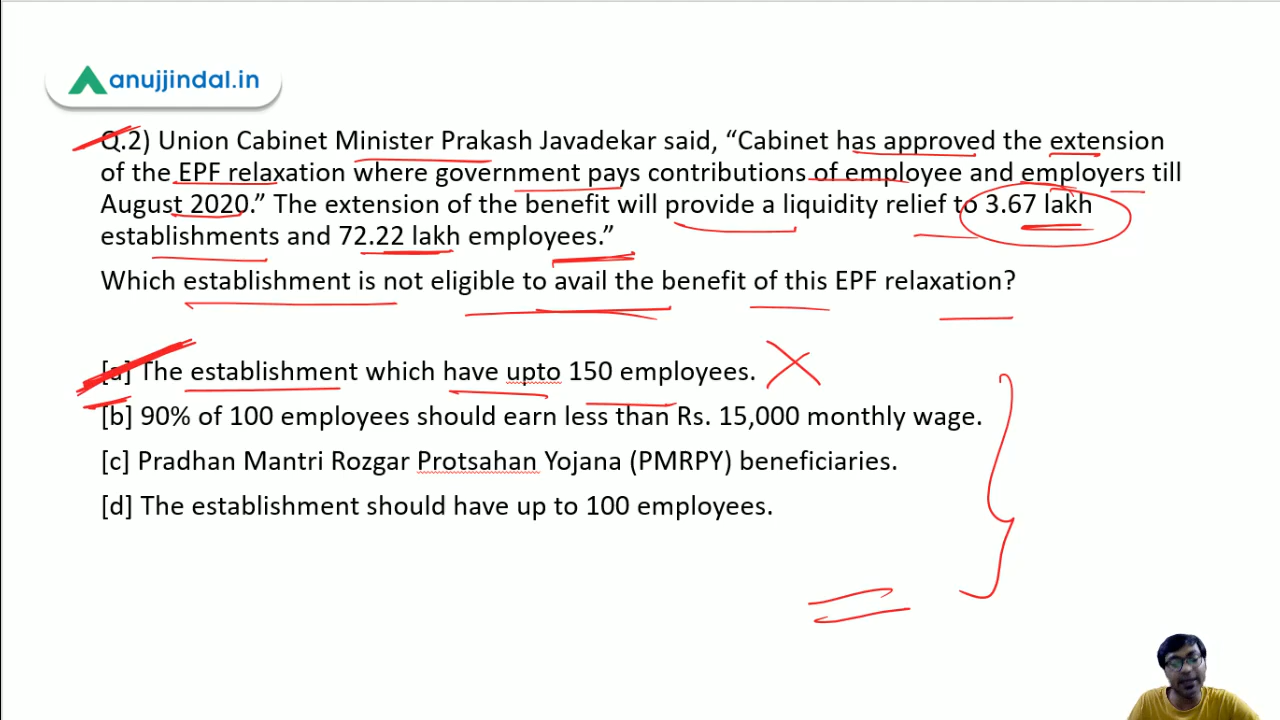 anujjindal.in
Q.2) Union Cabinet Minister Prakash Javadekar said, “Cabinet has approved the extension
of the EPF relaxation where government pays contributions of employee and employers till
August 2020.” The extension of the benefit will provide a liquidity relief to 3.67 lakh
establishments and 72.22 lakh employees.”
Which establishment is not eligible to avail the benefit of this EPF relaxation?
[a] The establishment which have upto 150 employees.
[b] 90% of 100 employees should earn less than Rs. 15,000 monthly wage.
[c] Pradhan Mantri Rozgar Protsahan Yojana (PMRPY) beneficiaries.
[d] The establishment should have up to 100 employees.